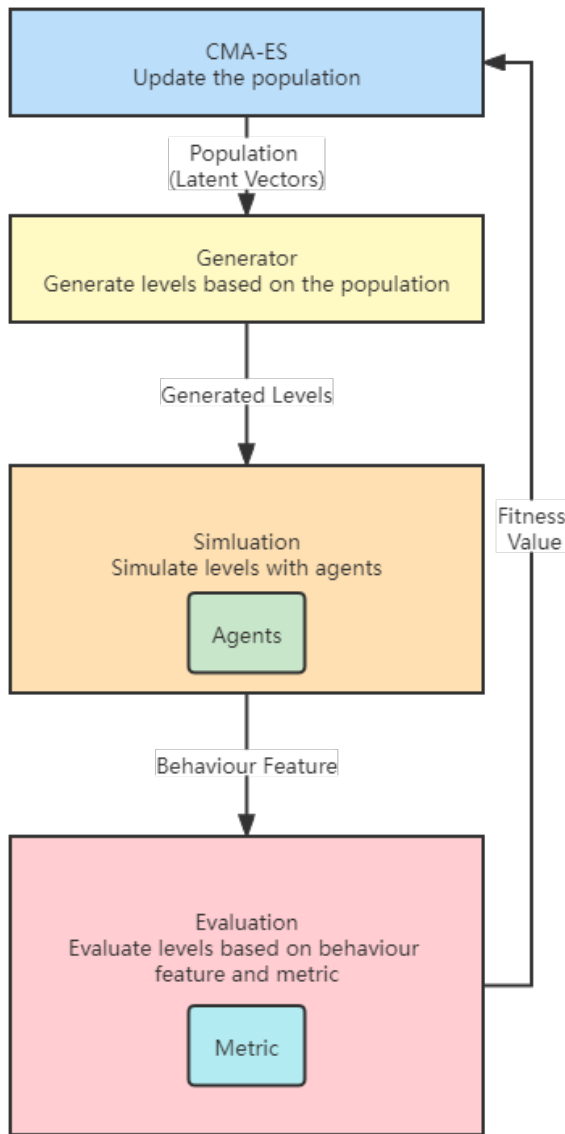 CMA-ES
Update the population
Population
(Latent Vectors)
Generator
Generate levels based on the population
Generated Levels
Simluation
Simulate levels with agents
Agents
Fitness
Value
Behaviour Feature
Evaluation
Evaluate levels based on behaviour
feature and metric
Metric